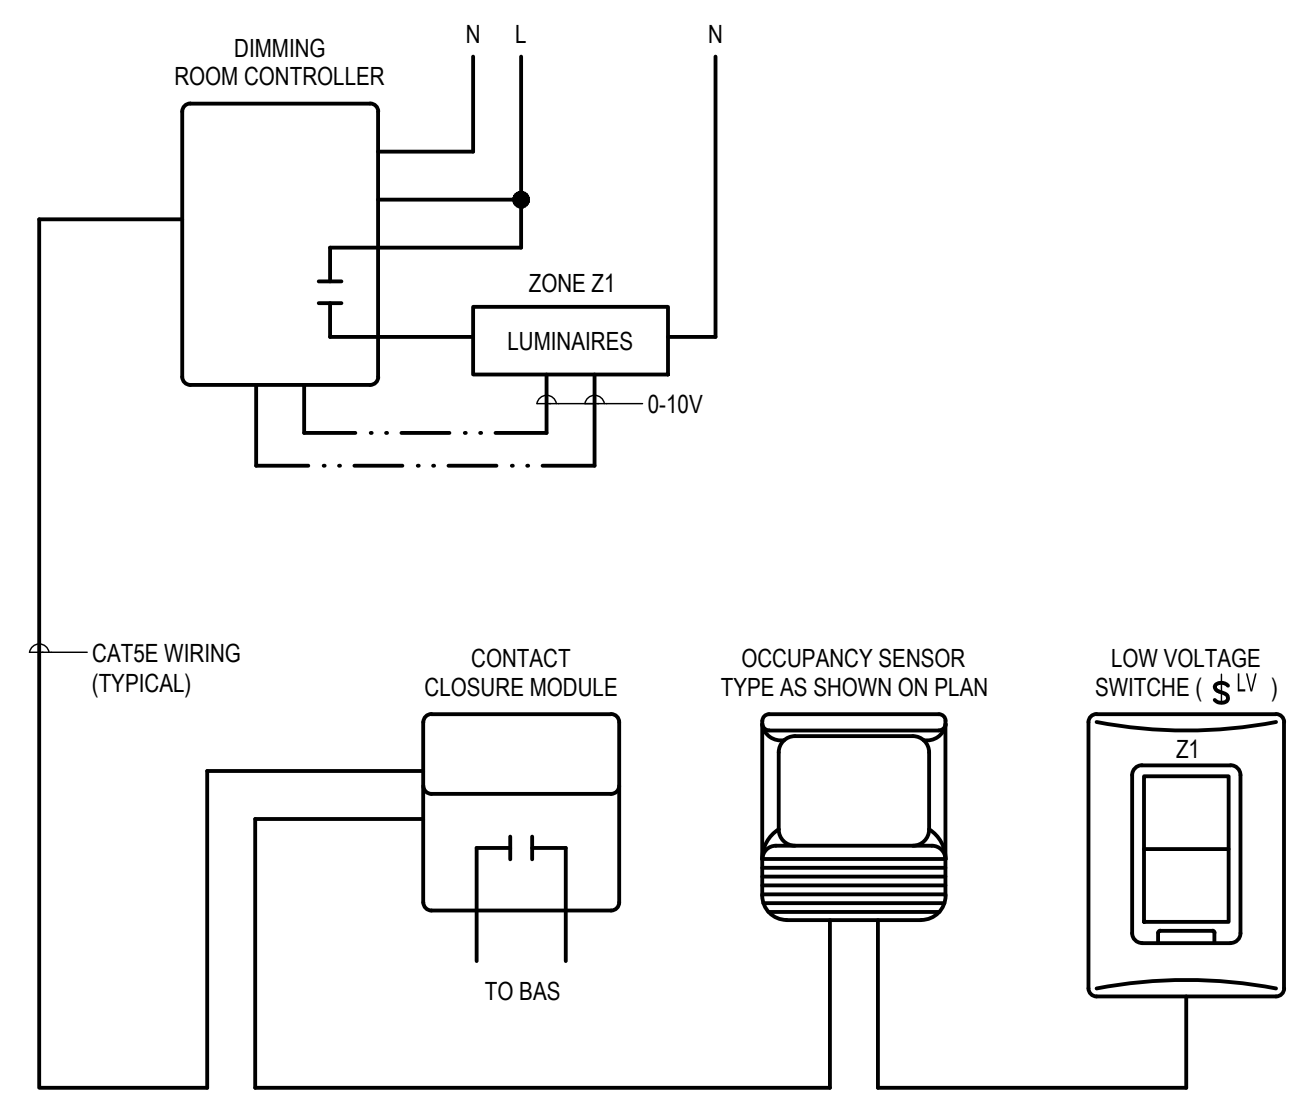 DIMMING
ROOM CONTROLLER
N
L
N
ZONE Z1
LUMINAIRES
0-10V
CAT5E WIRING
(TYPICAL)
CONTACT
CLOSURE MODULE
TO BAS
OCCUPANCY SENSOR
TYPE AS SHOWN ON PLAN
LOW VOLTAGE
SWITCHE ( $ LV )
Z1